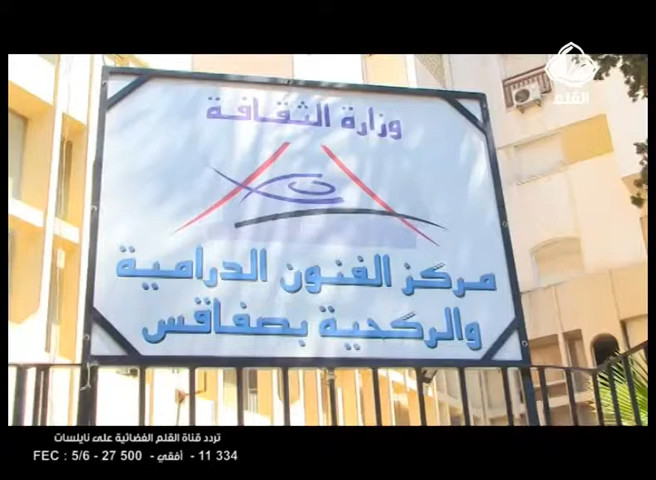 القلم
وزارة الثقافة
مركز الفنون الدرامية
والركحية بصفاقس
تردد قناة القلم الفضائية على نايلسات
FEC : 5/6 - 27 500 - أفقي - 11 334